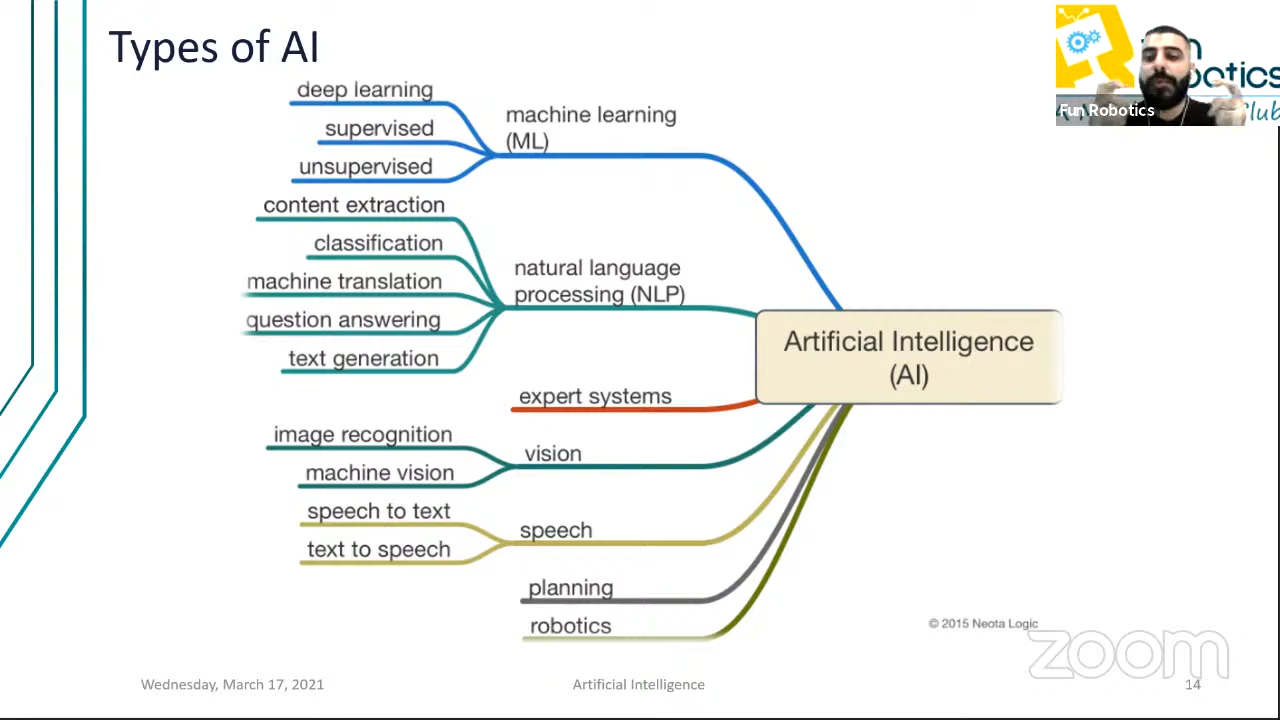 Types of AI
Fun Robotics
deep learning
supervised
unsupervised
machine learning
(ML)
content extraction
classification
machine translation
question answering
text generation
natural language
processing (NLP)
Artificial Intelligence
(AI)
expert systems
image recognition
machine vision
vision
speech to text
text to speech
speech
planning
robotics
© 2015 Neota Logic
zoom
Wednesday, March 17, 2021
Artificial Intelligence
14